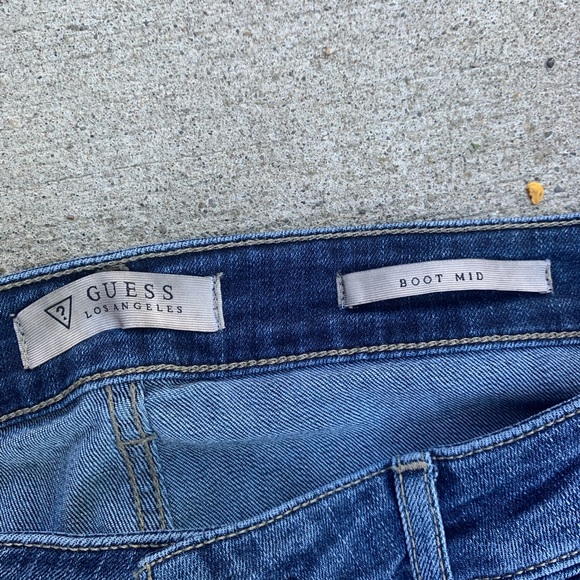 ?
GUESS
LOS ANGELES
BOOT MID